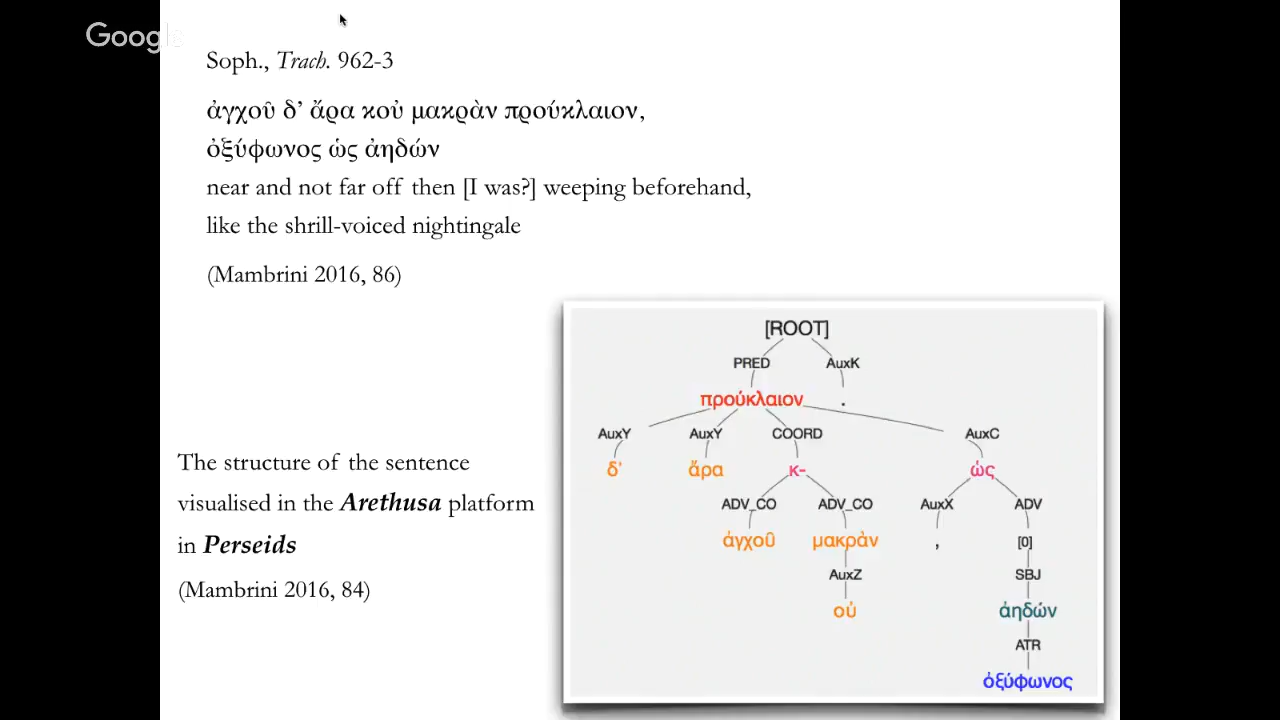 Google
Soph., Trach. 962-3
ἀγχοῦ δ’ ἄρα κοὐ μακρὰν προύκλαιον,
ὀξύφωνος ὡς ἀηδών
near and not far off then [I was?] weeping beforehand,
like the shrill-voiced nightingale
(Mambrini 2016, 86)
The structure of the sentence
visualised in the Arethusa platform
in Perseids
(Mambrini 2016, 84)
[ROOT]
PRED AuxK
προύκλαιον .
AuxY AuxY COORD AuxC
δ' ἄρα κ- ὡς
ADV_CO ADV_CO AuxX ADV
ἀγχοῦ μακρὰν , [0]
AuxZ SBJ
οὐ ἀηδών
ATR
ὀξύφωνος